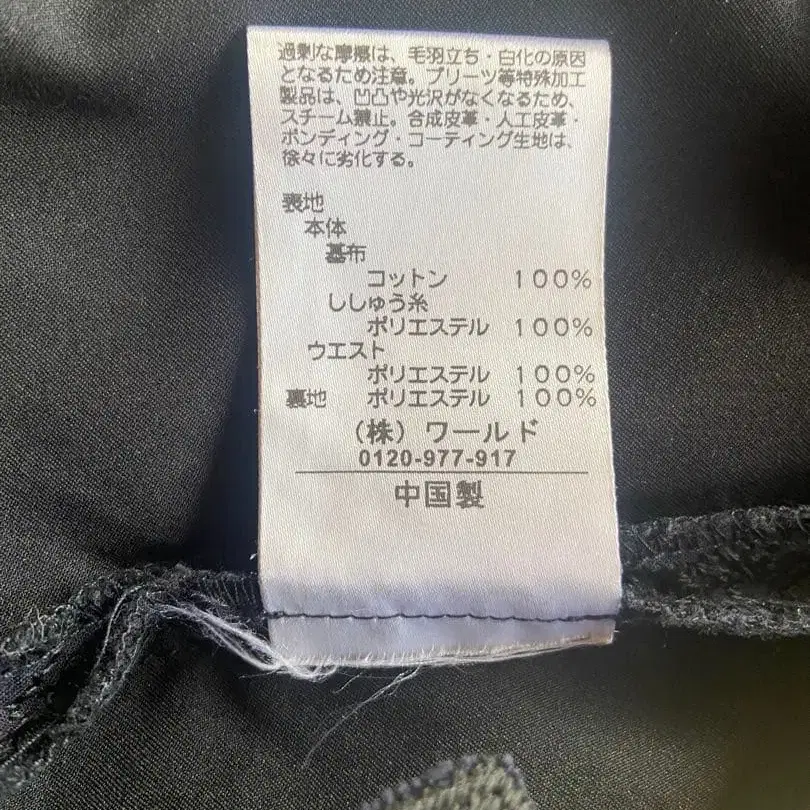 過剰な摩擦は、毛羽立ち・白化の原因
となるため注意。プリーツ等特殊加工
製品は、凹凸や光沢がなくなるため、
スチーム禁止。合成皮革・人工皮革・
ボンディング・コーティング生地は、
徐々に劣化する。
表地
本体
基布
コットン 100%
ししゅう糸
ポリエステル 100%
ウエスト
ポリエステル 100%
裏地 ポリエステル 100%
(株)ワールド
0120-977-917
中国製